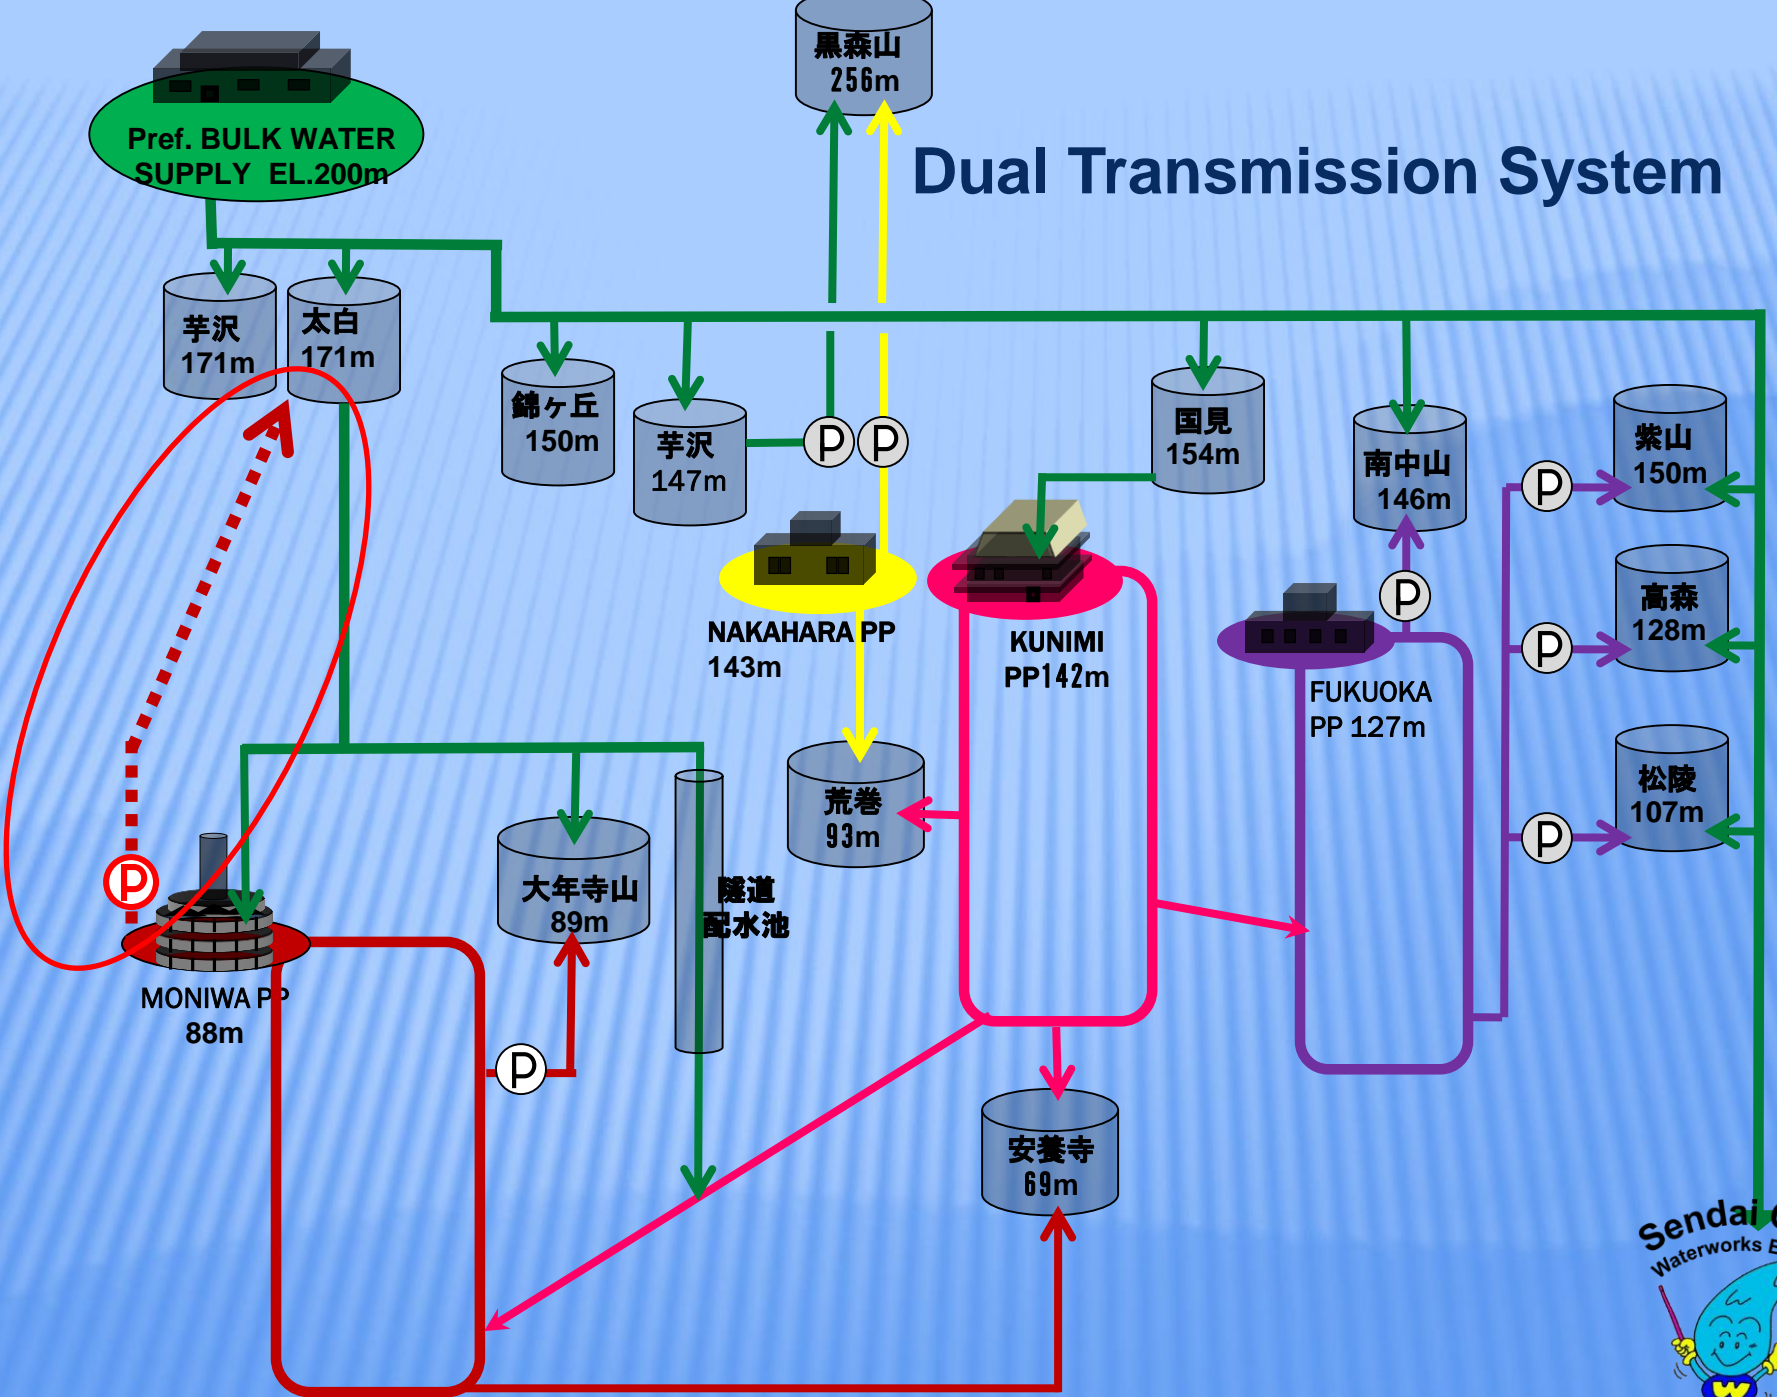 黒森山
256m
Pref. BULK WATER
SUPPLY EL.200m
Dual Transmission System
芋沢
171m
太白
171m
錦ヶ丘
150m
芋沢
147m
P
P
国見
154m
南中山
146m
紫山
150m
P
NAKAHARA PP
143m
KUNIMI
PP142m
P
FUKUOKA
PP 127m
高森
128m
P
松陵
107m
P
荒巻
93m
大年寺山
89m
隧道
配水池
P
MONIWA PP
88m
P
安養寺
69m
Sendai
Waterworks